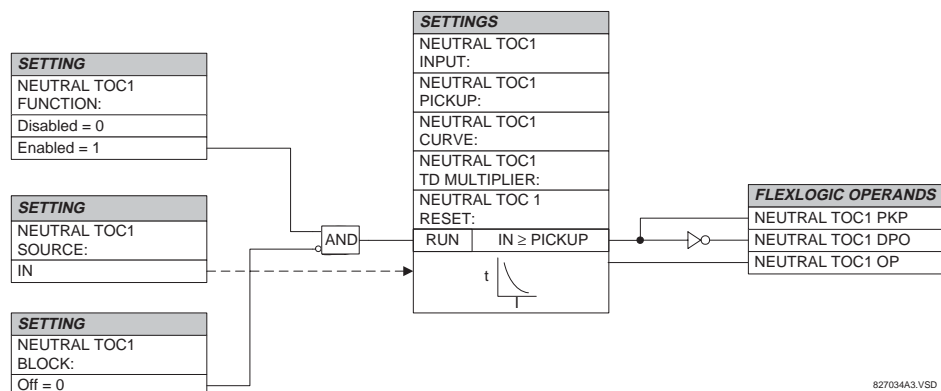 SETTING
NEUTRAL TOC1
FUNCTION:
Disabled = 0
Enabled = 1
SETTING
NEUTRAL TOC1
SOURCE:
IN
SETTING
NEUTRAL TOC1
BLOCK:
Off = 0
AND
SETTINGS
NEUTRAL TOC1
INPUT:
NEUTRAL TOC1
PICKUP:
NEUTRAL TOC1
CURVE:
NEUTRAL TOC1
TD MULTIPLIER:
NEUTRAL TOC 1
RESET:
RUN IN ≥ PICKUP
t
I
FLEXLOGIC OPERANDS
NEUTRAL TOC1 PKP
NEUTRAL TOC1 DPO
NEUTRAL TOC1 OP
827034A3.VSD